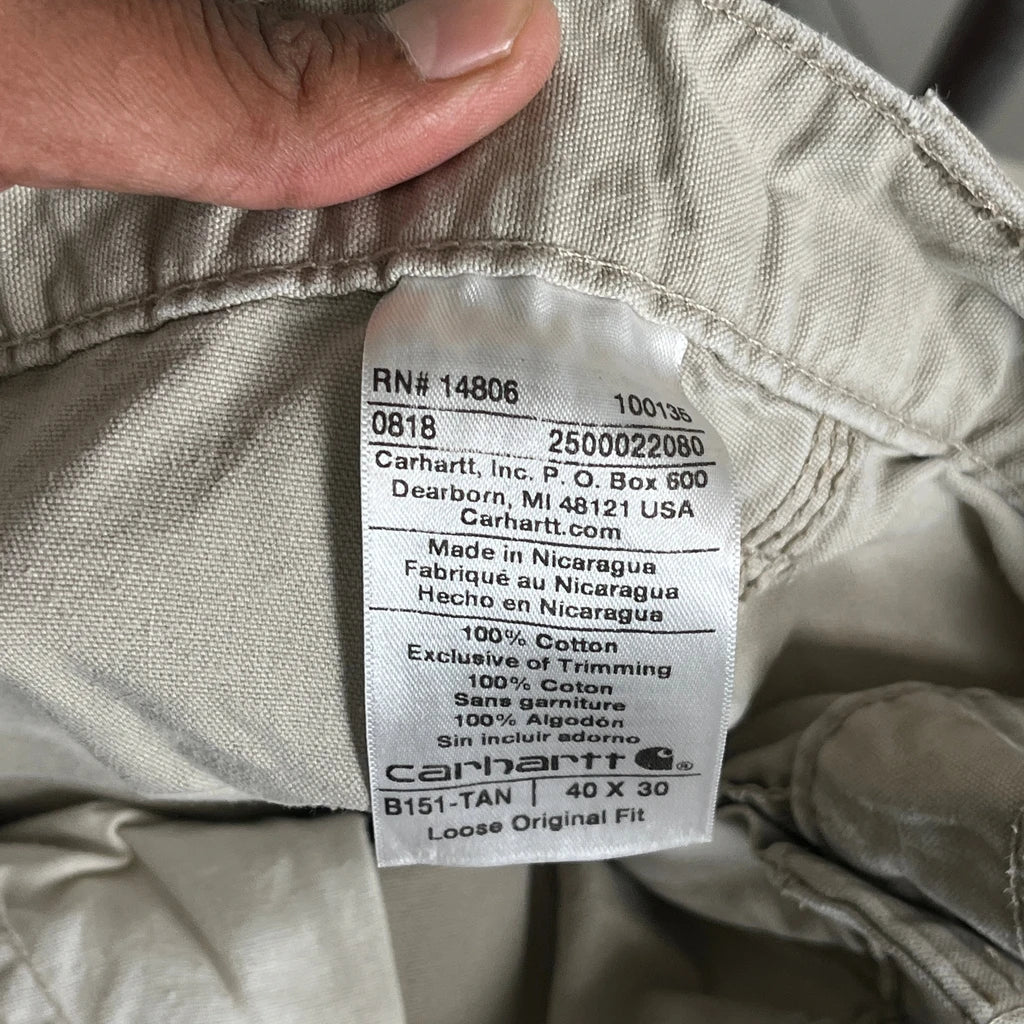 RN# 14806 100135
0818 2500022080
Carhartt, Inc. P. O. Box 600
Dearborn, MI 48121 USA
Carhartt.com
Made in Nicaragua
Fabriqué au Nicaragua
Hecho en Nicaragua
100% Cotton
Exclusive of Trimming
100% Coton
Sans garniture
100% Algodón
Sin incluir adorno
carhartt ®
B151-TAN | 40 X 30
Loose Original Fit